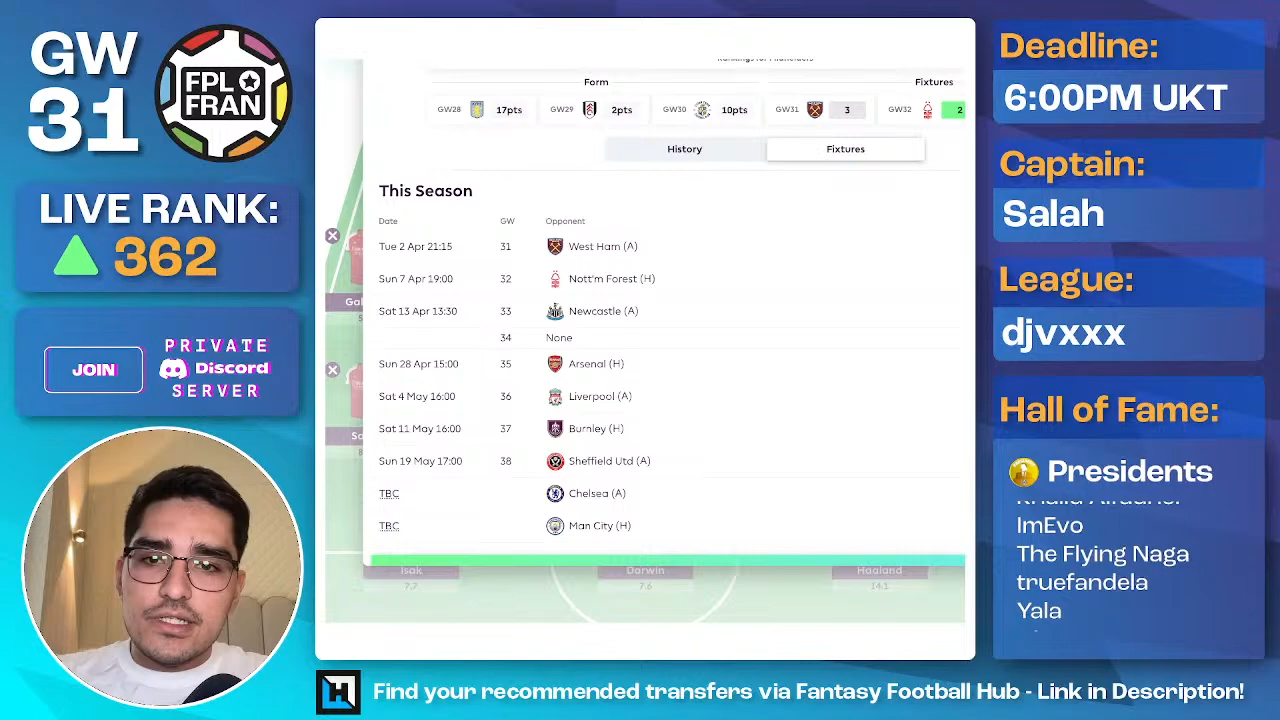 GW
31
FPL
FRAN
LIVE RANK:
362
JOIN
PRIVATE
Discord
SERVER
Form
Fixtures
GW28 17pts GW29 2pts GW30 10pts GW31 3 GW32 2
History Fixtures
This Season
Date GW Opponent
Tue 2 Apr 21:15 31 West Ham (A)
Sun 7 Apr 19:00 32 Nott'm Forest (H)
Sat 13 Apr 13:30 33 Newcastle (A)
34 None
Sun 28 Apr 15:00 35 Arsenal (H)
Sat 4 May 16:00 36 Liverpool (A)
Sat 11 May 16:00 37 Burnley (H)
Sun 19 May 17:00 38 Sheffield Utd (A)
TBC Chelsea (A)
TBC Man City (H)
Isak Darwin Haaland
7.7 7.6 14.1
Deadline:
6:00PM UKT
Captain:
Salah
League:
djvxxx
Hall of Fame:
Presidents
ImEvo
The Flying Naga
truefandela
Yala
Find your recommended transfers via Fantasy Football Hub - Link in Description!